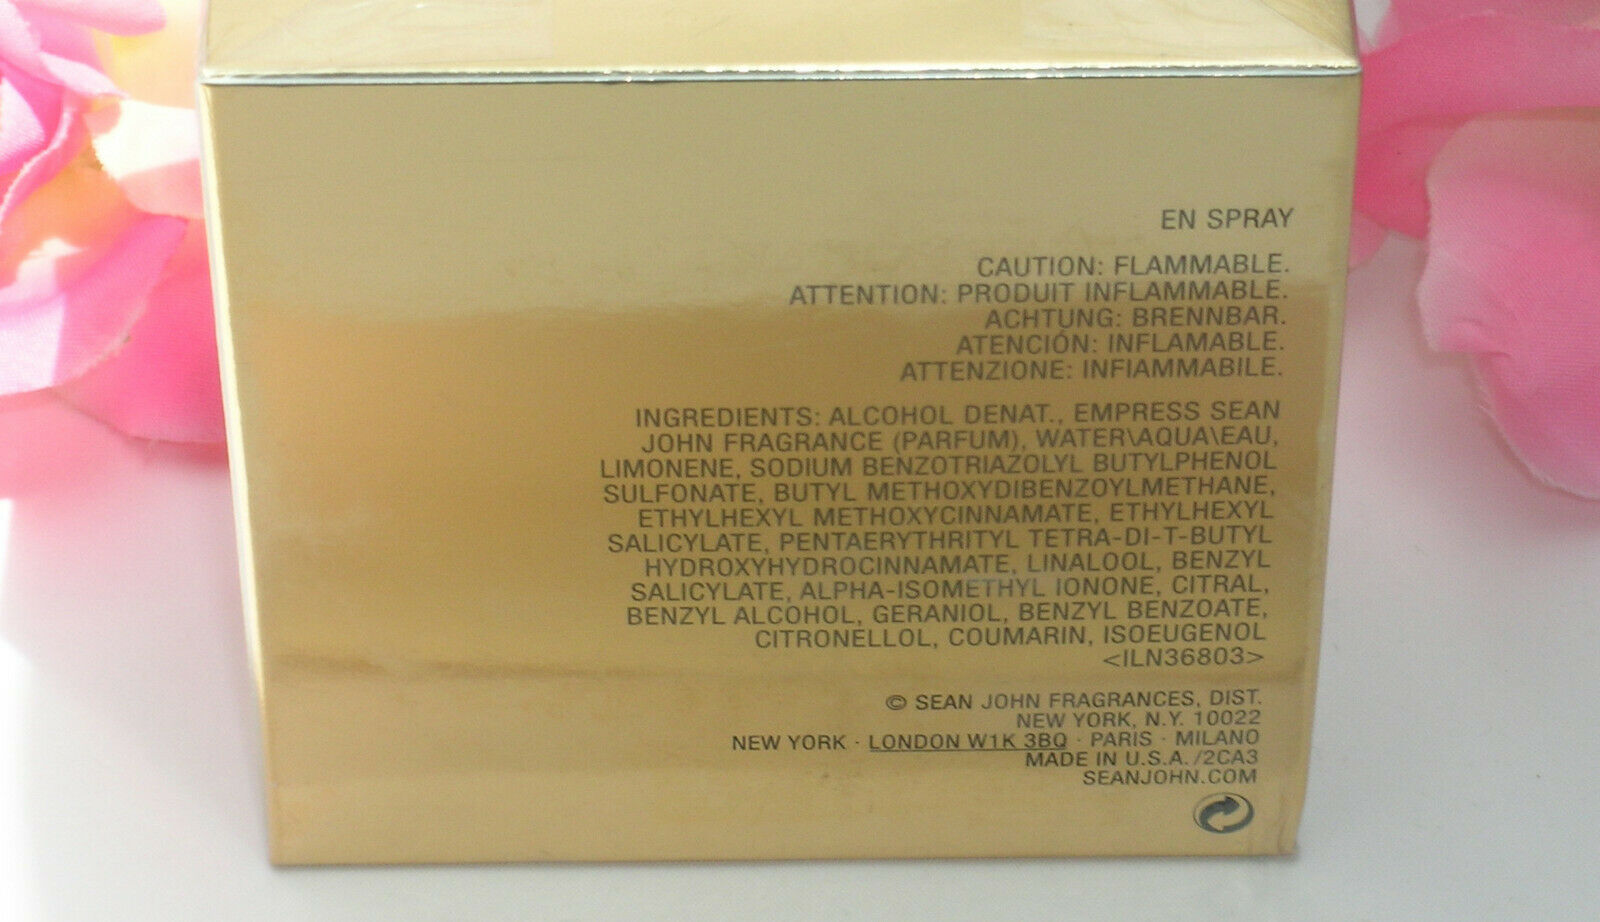 EN SPRAY
CAUTION: FLAMMABLE.
ATTENTION: PRODUIT INFLAMMABLE.
ACHTUNG: BRENNBAR.
ATENCIÓN: INFLAMABLE.
ATTENZIONE: INFIAMMABILE.
INGREDIENTS: ALCOHOL DENAT., EMPRESS SEAN
JOHN FRAGRANCE (PARFUM), WATER\AQUA\EAU,
LIMONENE, SODIUM BENZOTRIAZOLYL BUTYLPHENOL
SULFONATE, BUTYL METHOXYDIBENZOYLMETHANE,
ETHYLHEXYL METHOXYCINNAMATE, ETHYLHEXYL
SALICYLATE, PENTAERYTHRITYL TETRA-DI-T-BUTYL
HYDROXYHYDROCINNAMATE, LINALOOL, BENZYL
SALICYLATE, ALPHA-ISOMETHYL IONONE, CITRAL,
BENZYL ALCOHOL, GERANIOL, BENZYL BENZOATE,
CITRONELLOL, COUMARIN, ISOEUGENOL
<ILN36803>
© SEAN JOHN FRAGRANCES, DIST.
NEW YORK, N.Y. 10022
NEW YORK · LONDON W1K 3BQ · PARIS · MILANO
MADE IN U.S.A. /2CA3
SEANJOHN.COM